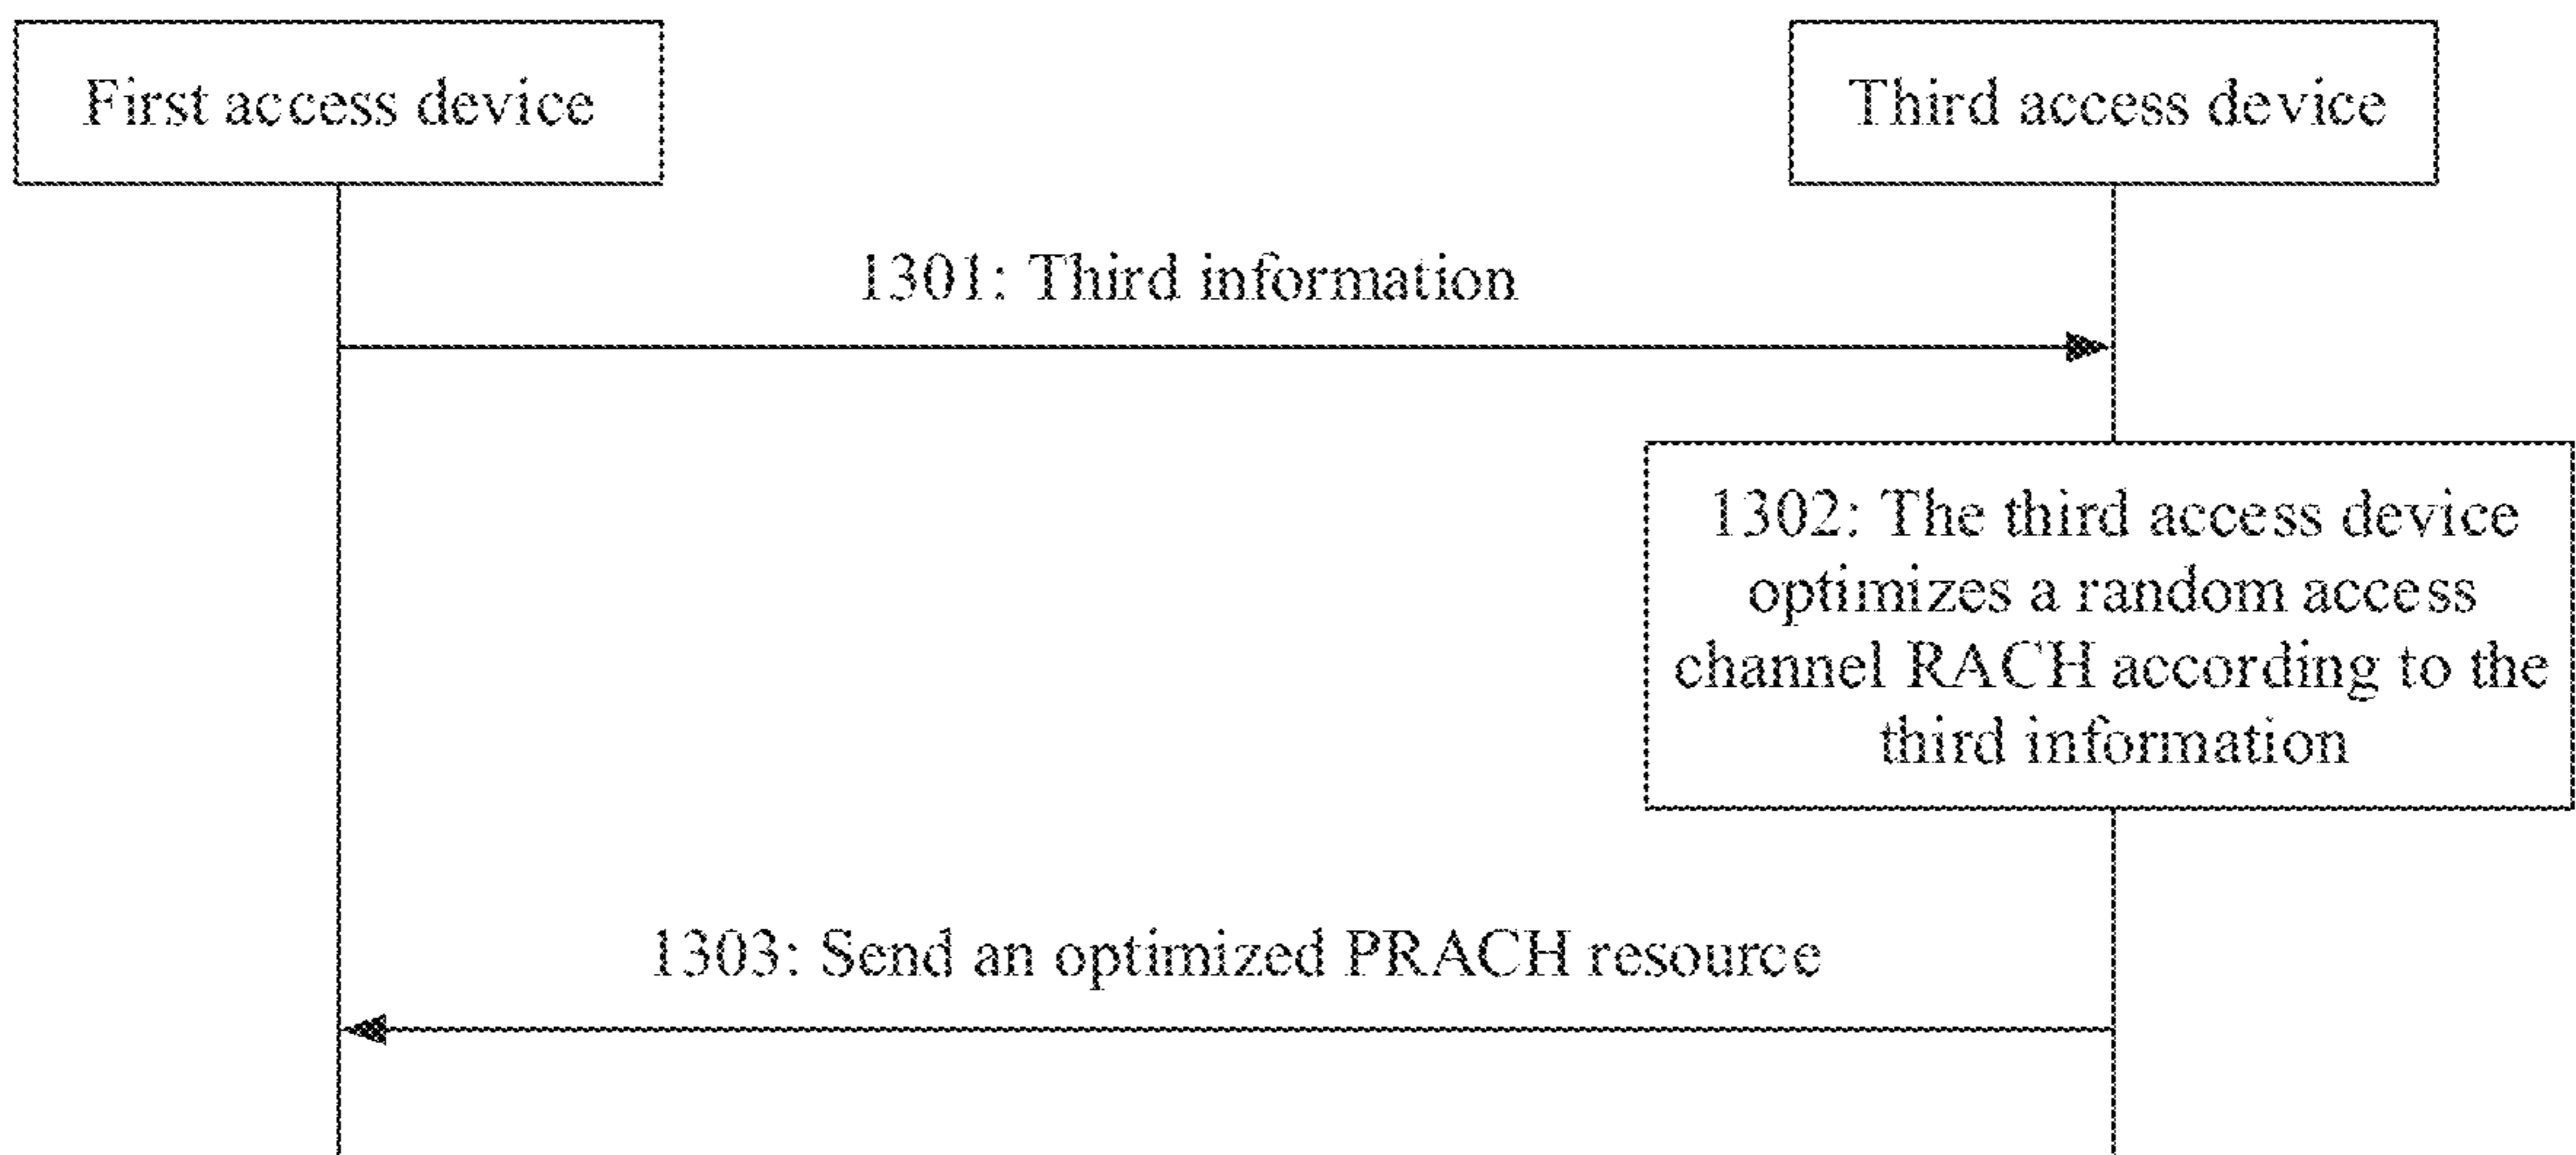 First access device
Third access device
1301: Third information
1302: The third access device
optimizes a random access
channel RACH according to the
third information
1303: Send an optimized PRACH resource